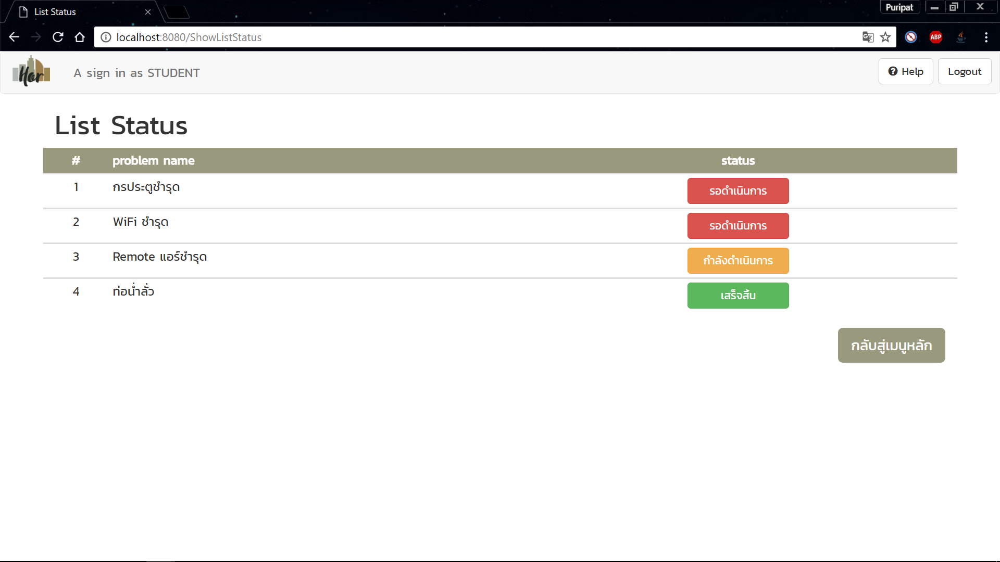 List Status
Puripat
localhost:8080/ShowListStatus
ABP
Hor
A sign in as STUDENT
Help
Logout
List Status
# problem name status
1 กรประตูชำรุด รอดำเนินการ
2 WiFi ชำรุด รอดำเนินการ
3 Remote แอร์ชำรุด กำลังดำเนินการ
4 ท่อน่ำลั่ว เสร็จสิ้น
กลับสู่เมนูหลัก